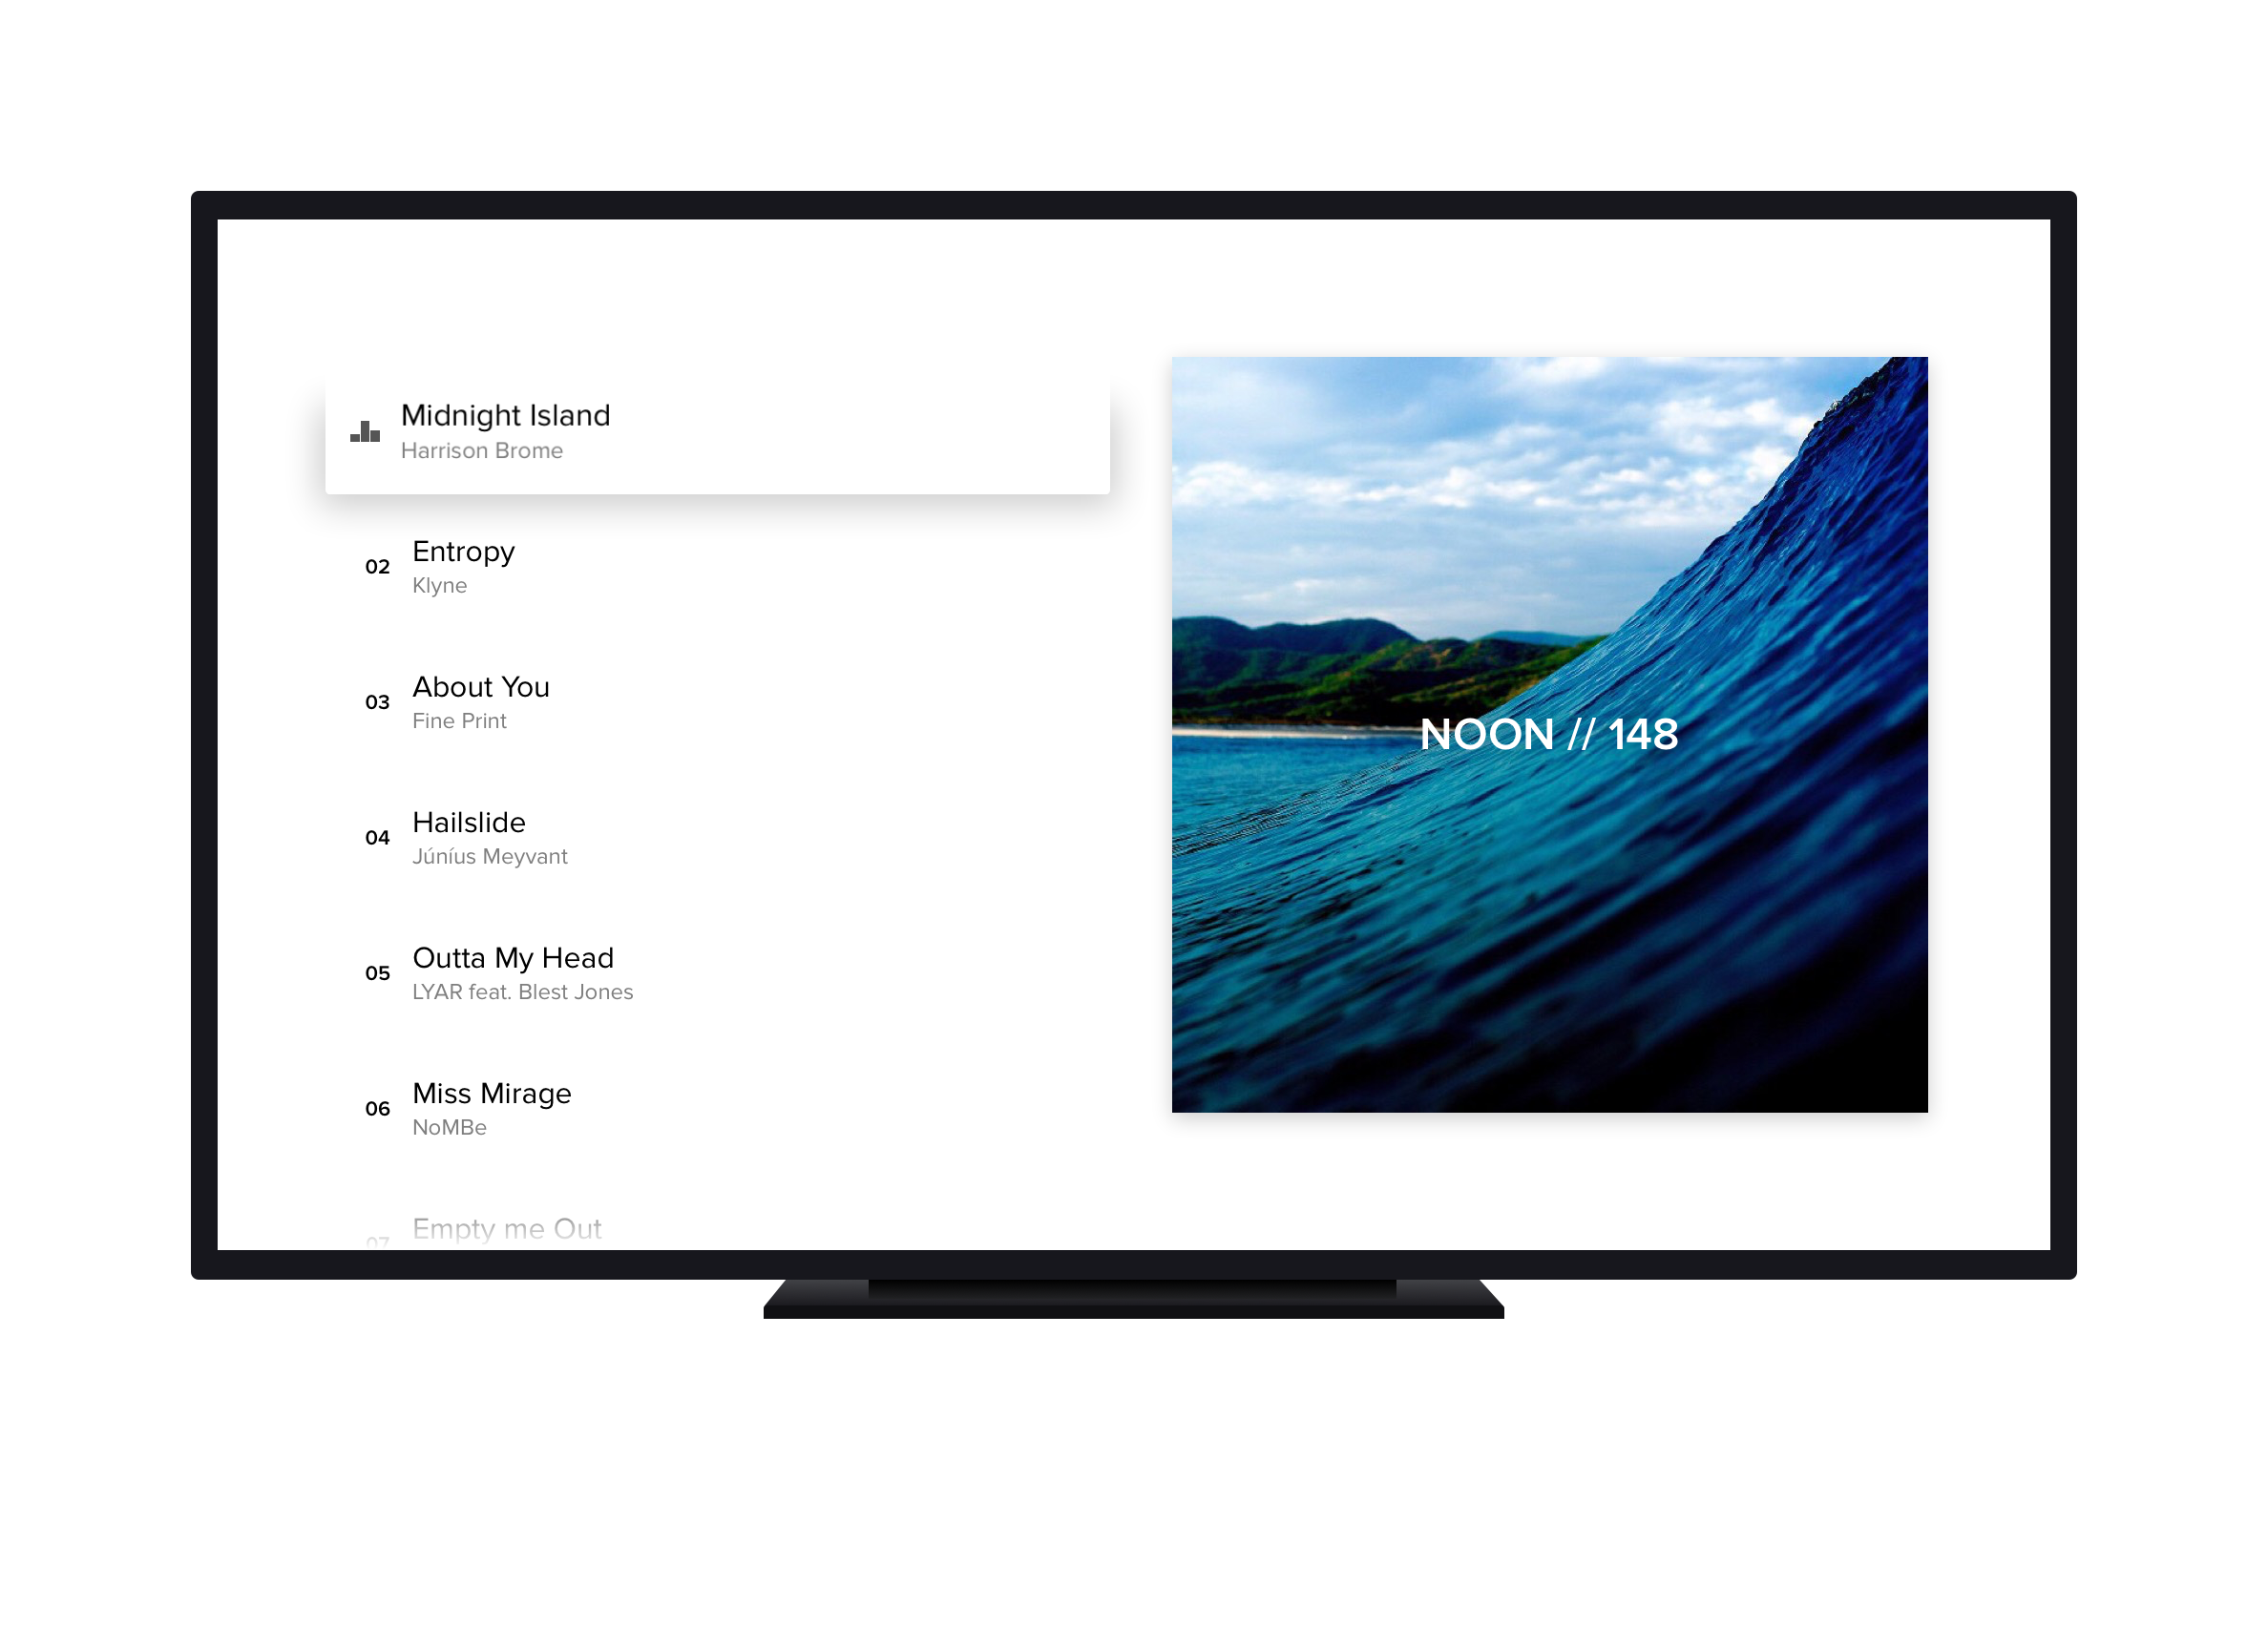 Midnight Island
Harrison Brome
02
Entropy
Klyne
03
About You
Fine Print
04
Hailslide
Júníus Meyvant
05
Outta My Head
LYAR feat. Blest Jones
06
Miss Mirage
NoMBe
07
Empty me Out
NOON // 148